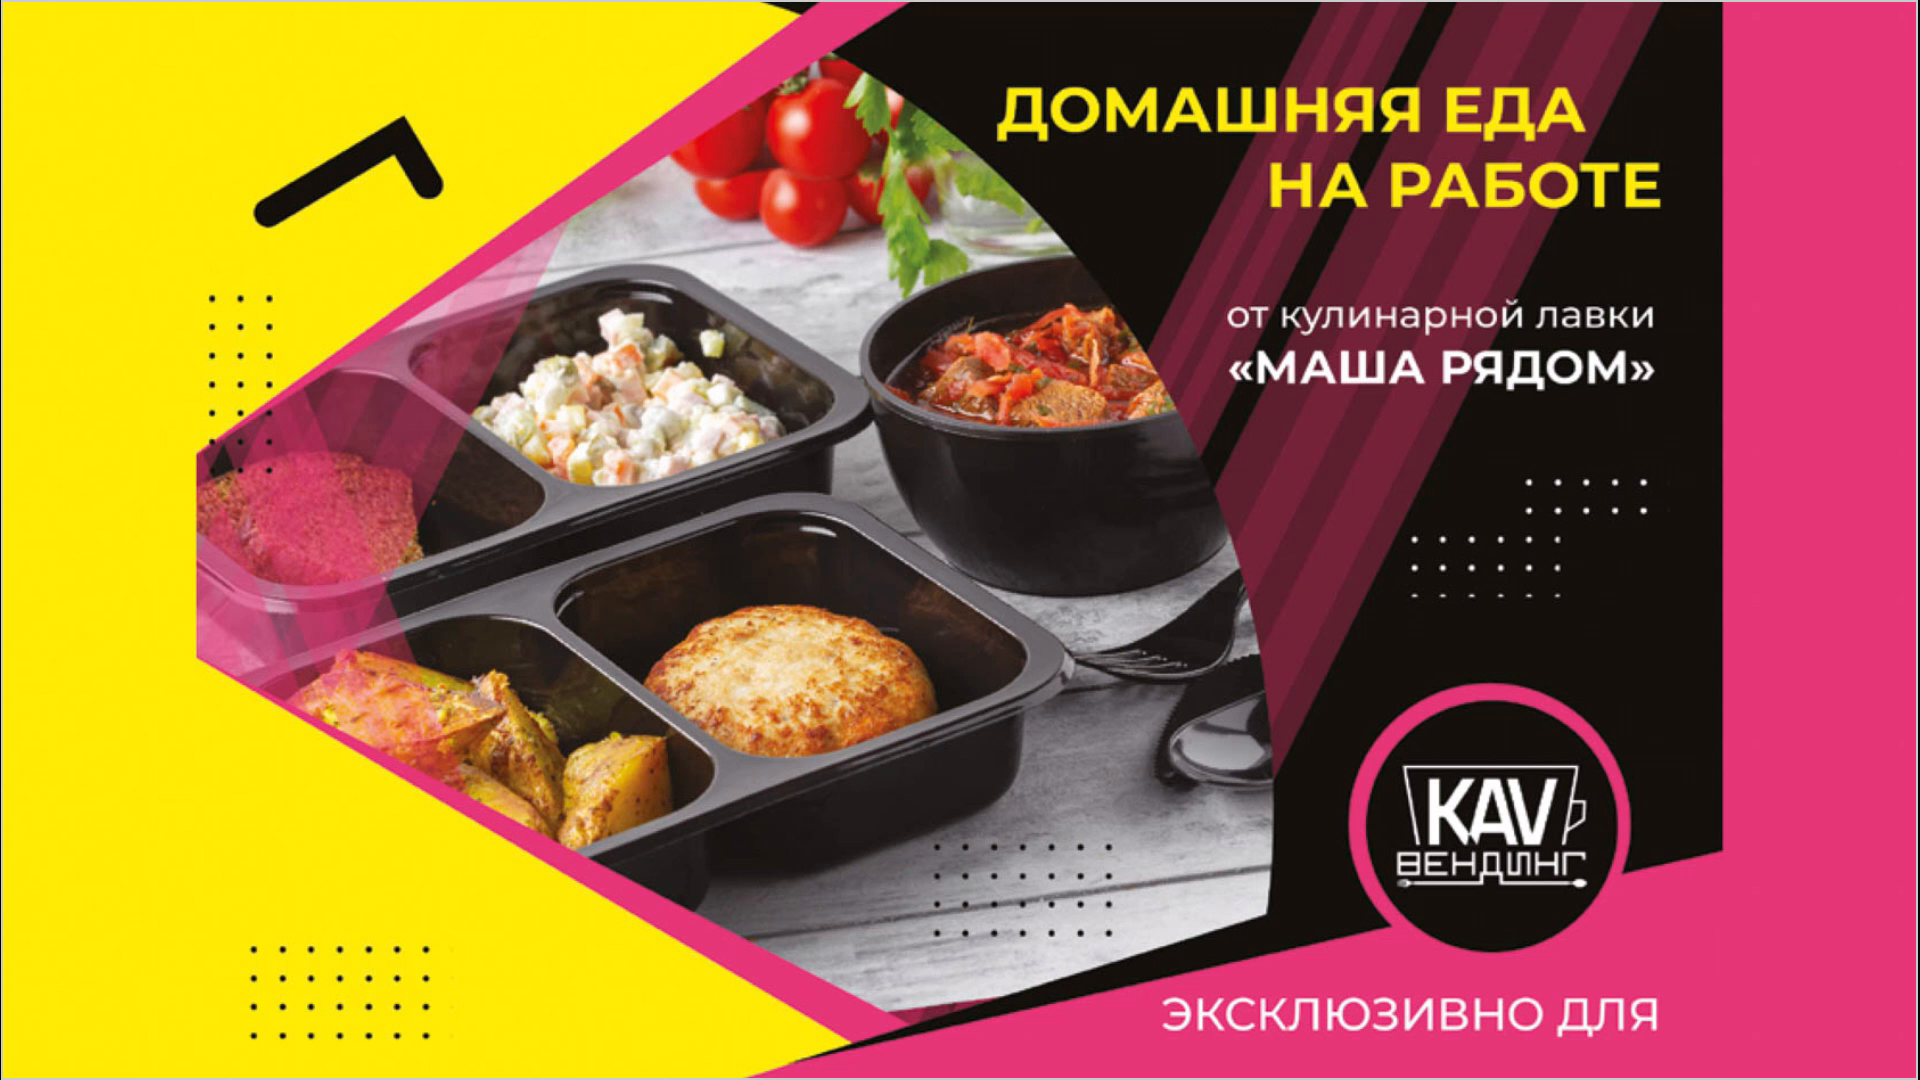 ДОМАШНЯЯ ЕДА
НА РАБОТЕ
от кулинарной лавки
«МАША РЯДОМ»
KAV
ВЕНДИНГ
ЭКСКЛЮЗИВНО ДЛЯ